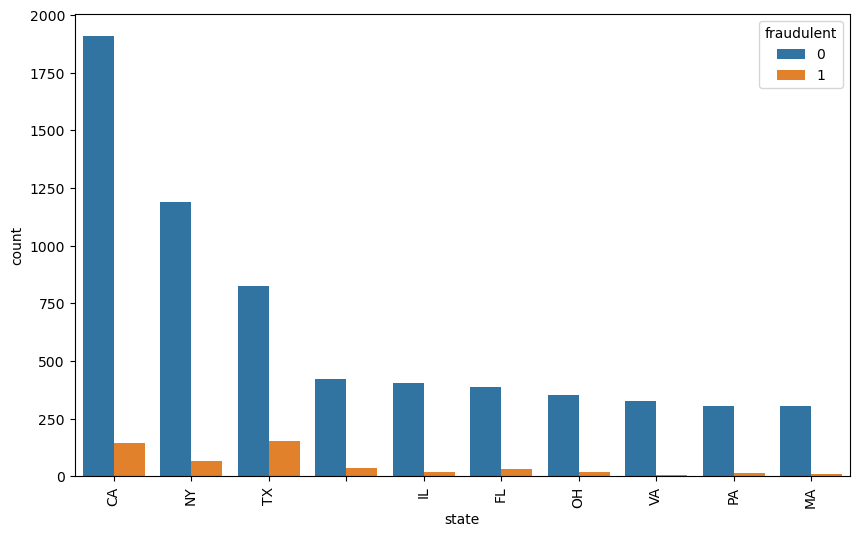 2000
1750
1500
1250
1000
750
500
250
0
count
fraudulent
0
1
CA
NY
TX
IL
FL
OH
VA
PA
MA
state